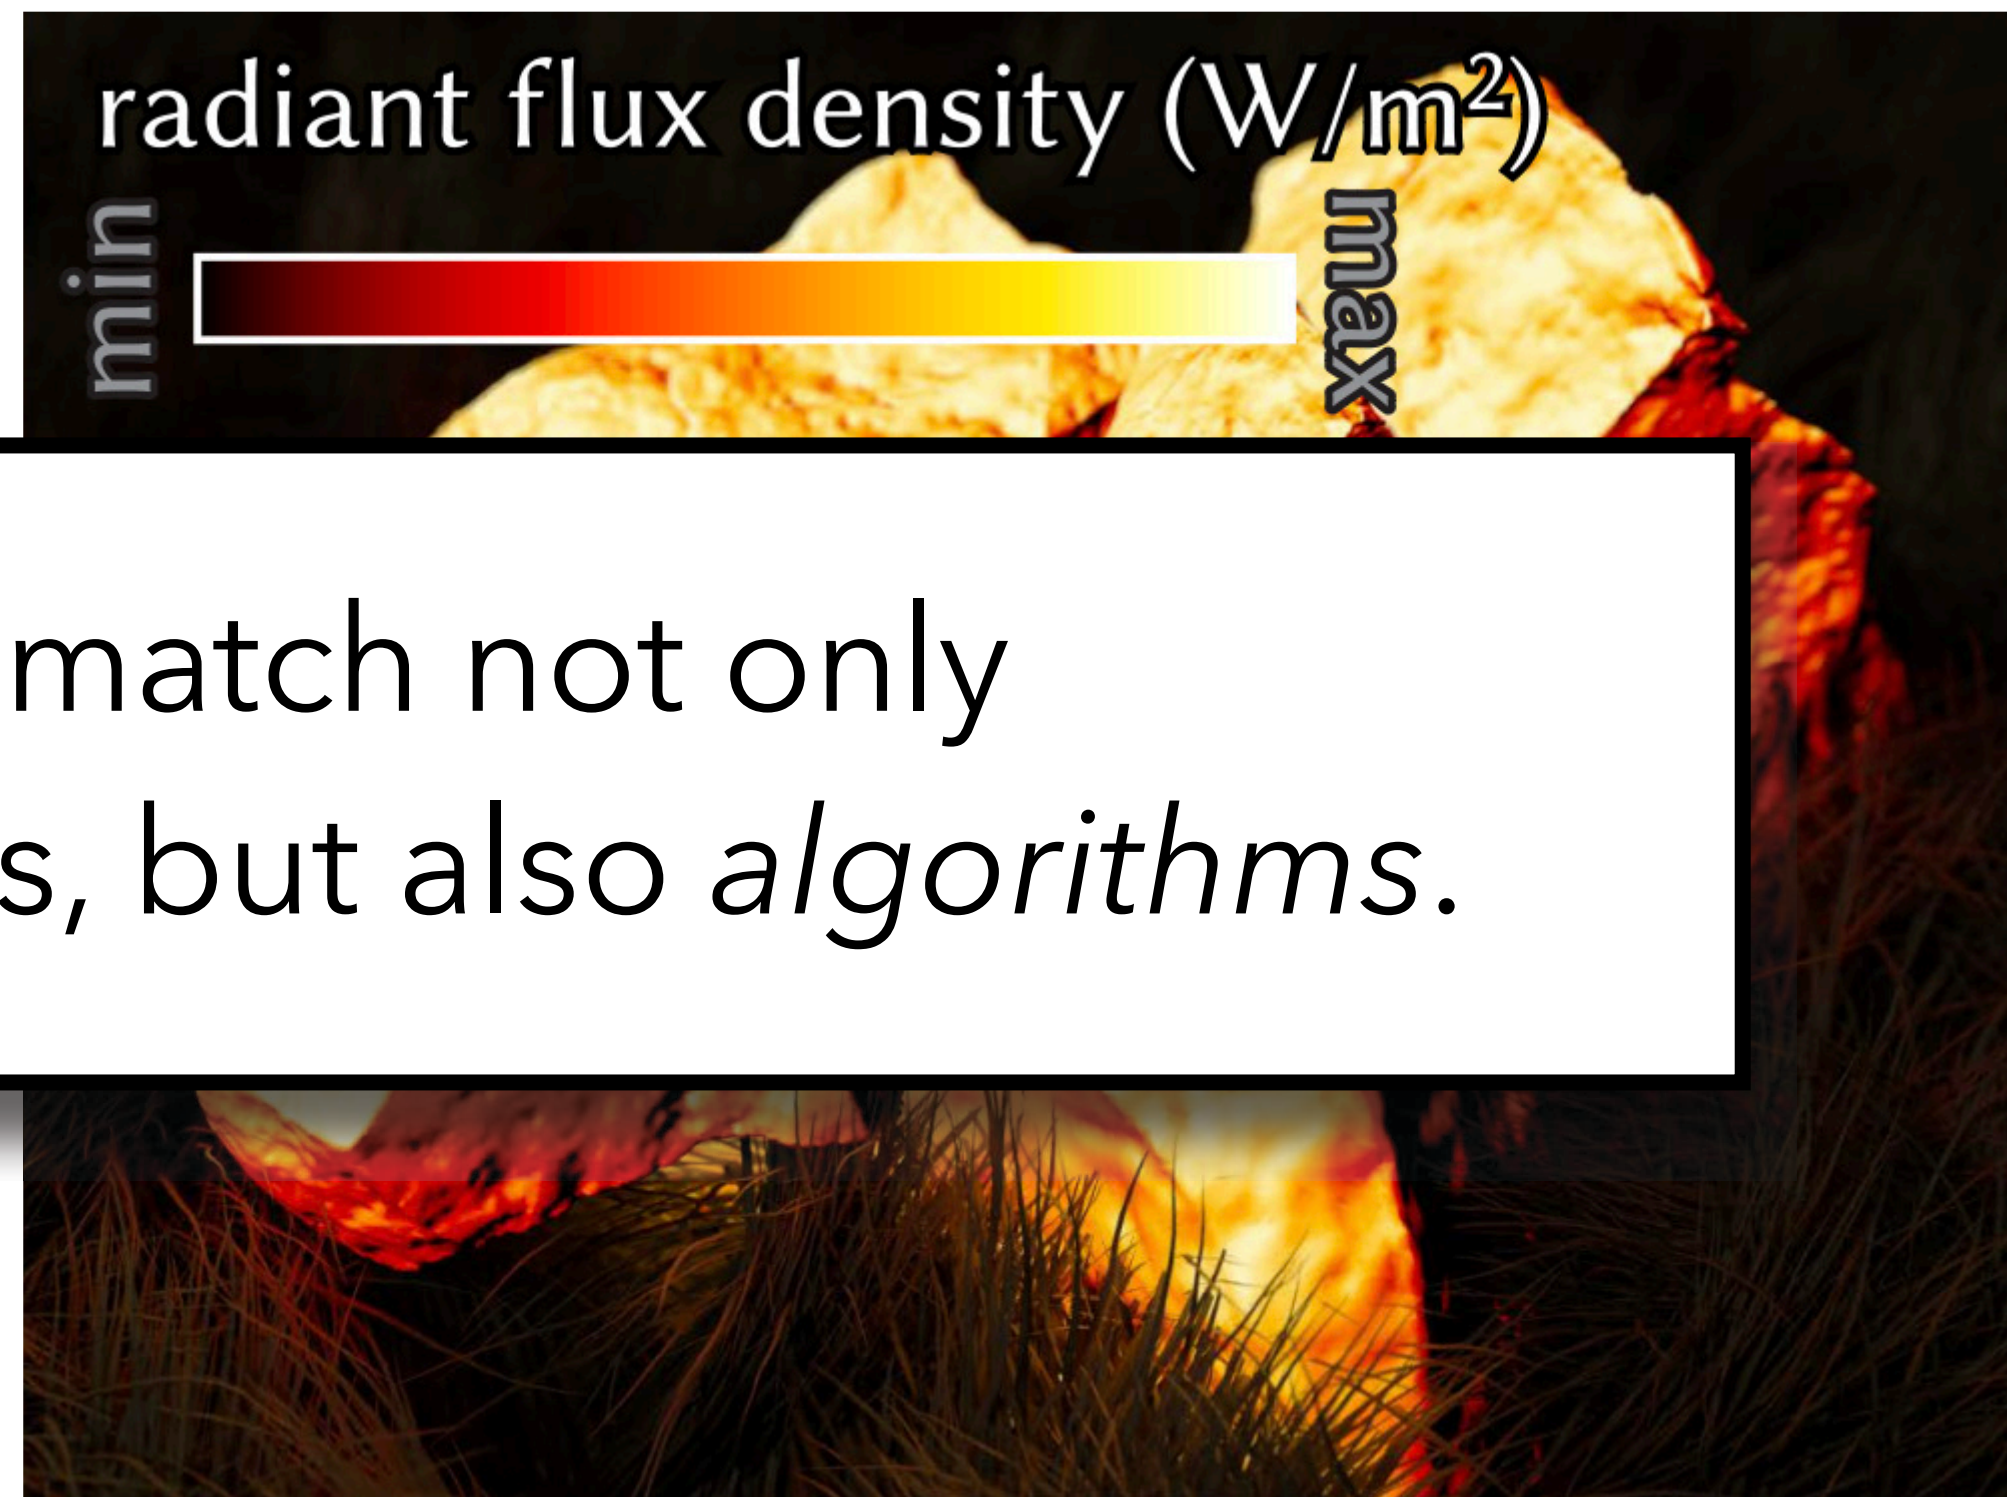 radiant flux density (W/m²)
min
max
match not only
s, but also algorithms.